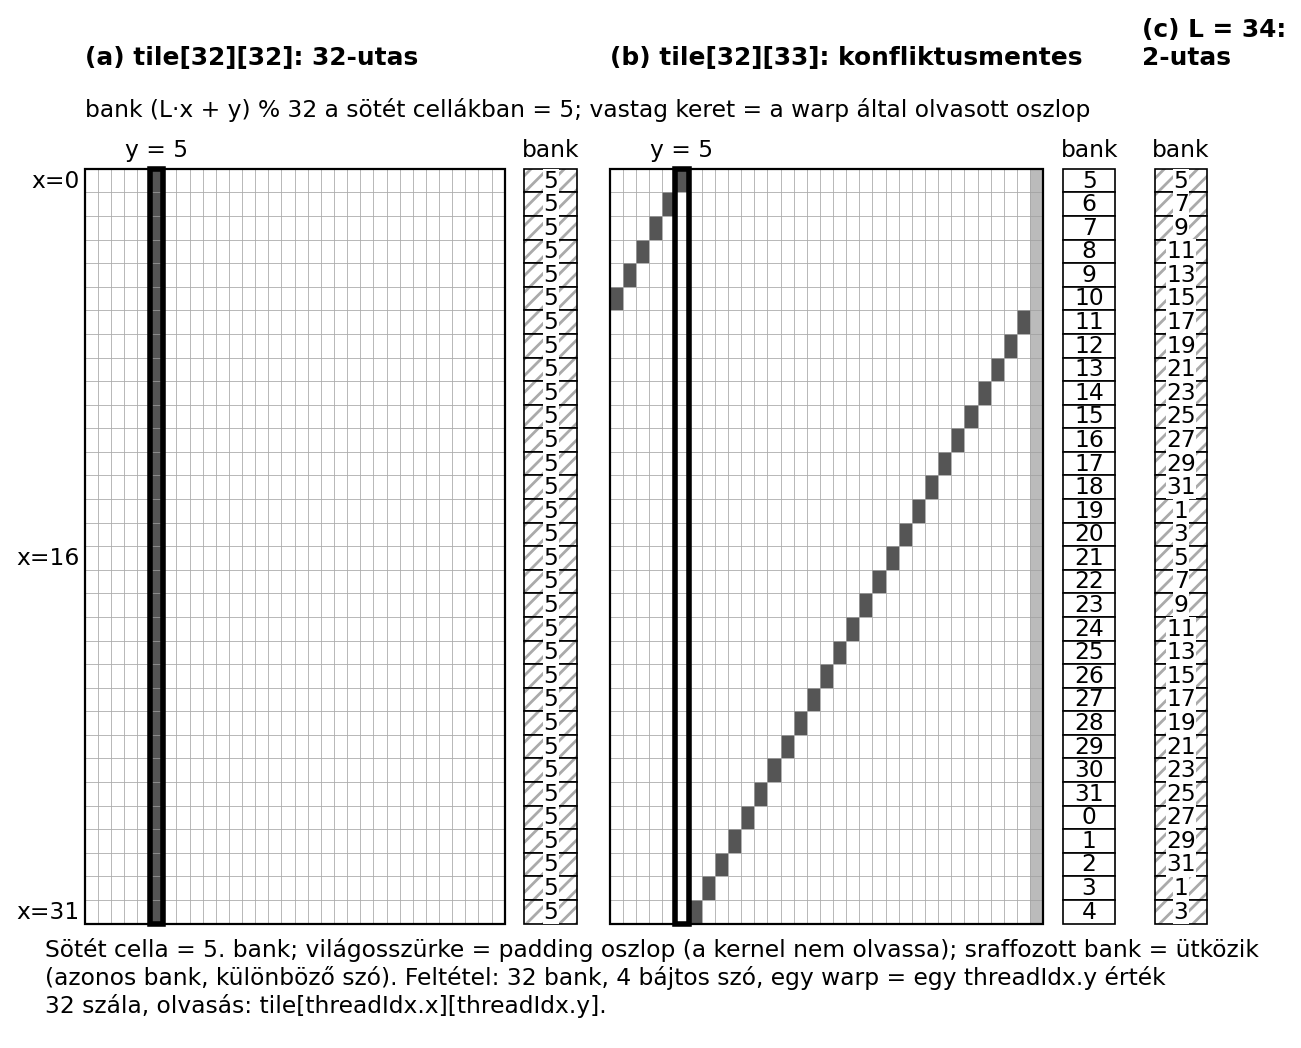 (c) L = 34:
(a) tile[32][32]: 32-utas (b) tile[32][33]: konfliktusmentes 2-utas
bank (L·x + y) % 32 a sötét cellákban = 5; vastag keret = a warp által olvasott oszlop
y = 5 bank y = 5 bank bank
x=0 5 5 5
5 6 7
5 7 9
5 8 11
5 9 13
5 10 15
5 11 17
5 12 19
5 13 21
5 14 23
5 15 25
5 16 27
5 17 29
5 18 31
5 19 1
5 20 3
x=16 5 21 5
5 22 7
5 23 9
5 24 11
5 25 13
5 26 15
5 27 17
5 28 19
5 29 21
5 30 23
5 31 25
5 0 27
5 1 29
5 2 31
5 3 1
x=31 5 4 3
Sötét cella = 5. bank; világosszürke = padding oszlop (a kernel nem olvassa); sraffozott bank = ütközik
(azonos bank, különböző szó). Feltétel: 32 bank, 4 bájtos szó, egy warp = egy threadIdx.y érték
32 szála, olvasás: tile[threadIdx.x][threadIdx.y].